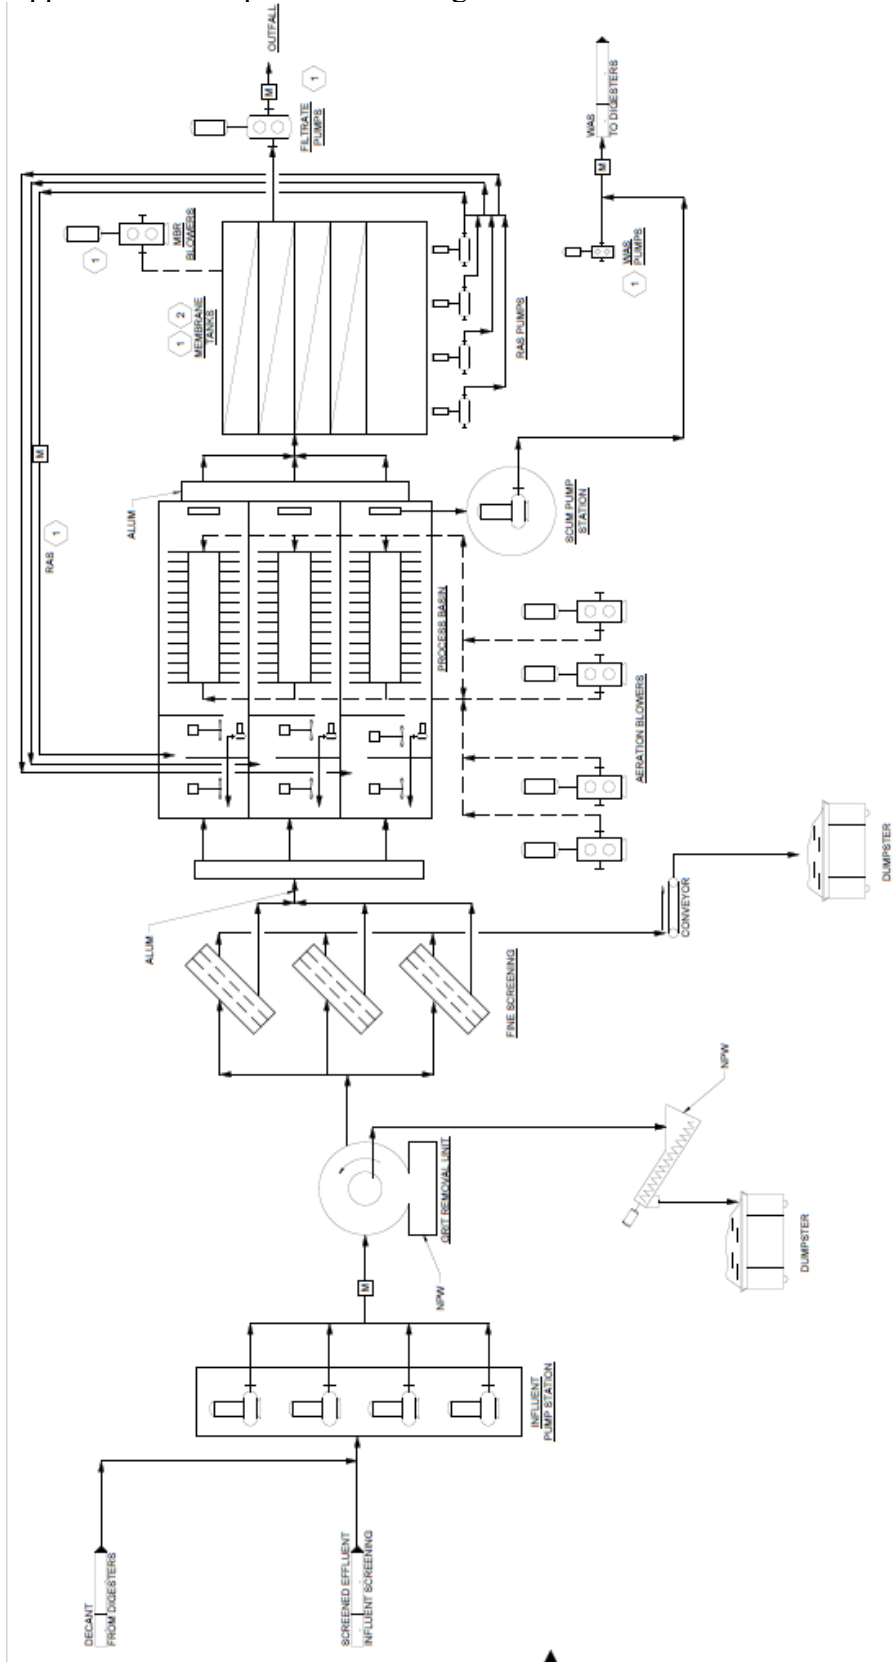 OUTFALL
M
1
FILTRATE
PUMPS
MBR
BLOWERS
1
1
2
MEMBRANE
TANKS
WAS
TO DIGESTERS
M
WAS
PUMPS
1
RAS PUMPS
M
RAS
1
ALUM
SCUM PUMP
STATION
PROCESS BASIN
AERATION BLOWERS
ALUM
FINE SCREENING
CONVEYOR
DUMPSTER
GRIT REMOVAL UNIT
NPW
NPW
M
DUMPSTER
INFLUENT
PUMP STATION
DECANT
FROM DIGESTERS
SCREENED EFFLUENT
INFLUENT SCREENING